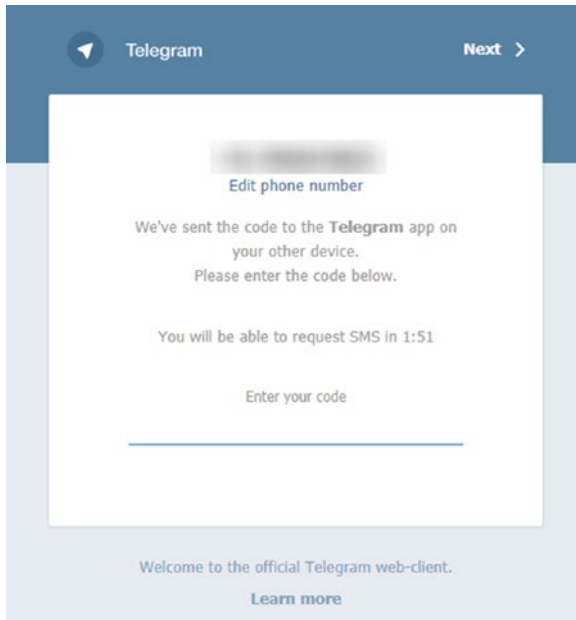 Telegram
Next
Edit phone number
We've sent the code to the Telegram app on
your other device.
Please enter the code below.
You will be able to request SMS in 1:51
Enter your code
Welcome to the official Telegram web-client.
Learn more